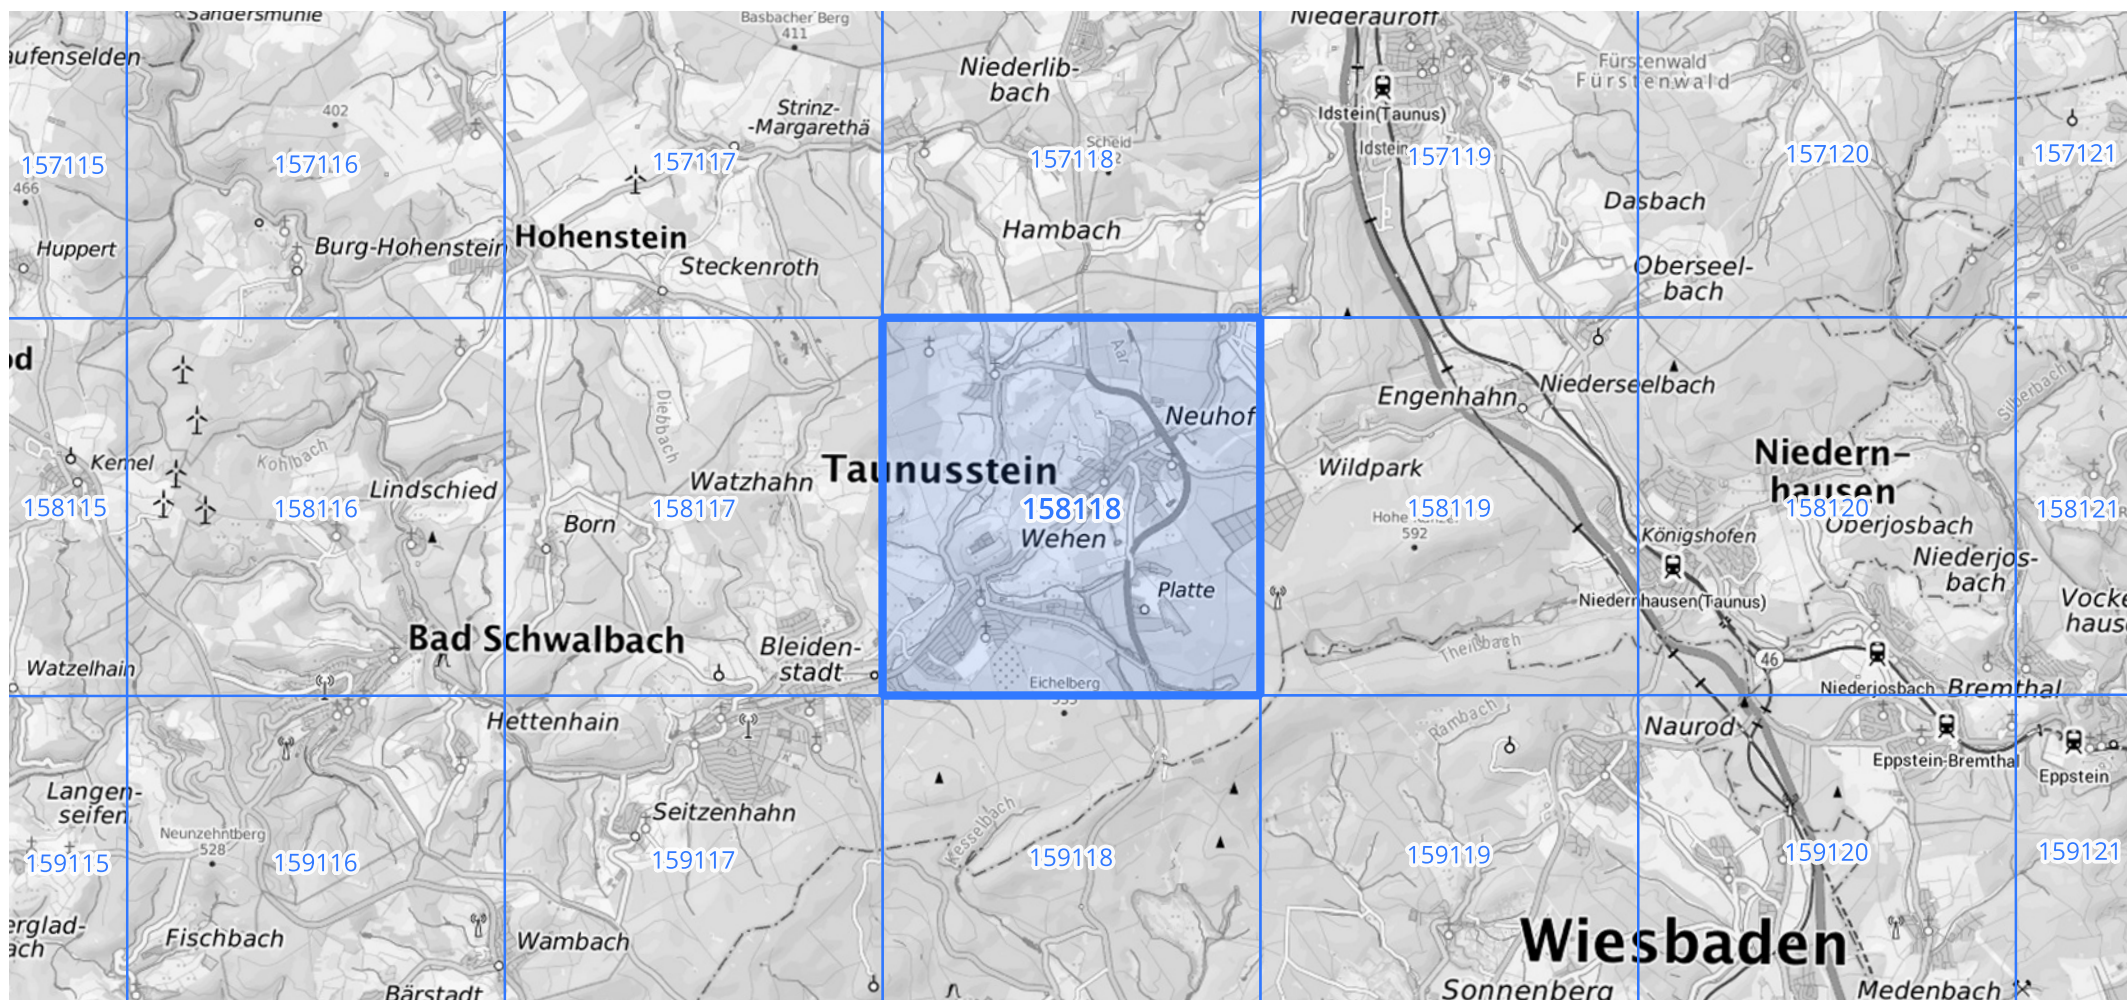 Sandersmühle
Basbacher Berg
411
Niederauroff
aufenselden
402
Niederlib-
bach
Strinz-
-Margarethä
Idstein(Taunus)
Idstein
Fürstenwald
Fürstenwald
Scheid
157115
157116
157117
157118
157119
157120
157121
466
Huppert
Burg-Hohenstein
Hohenstein
Steckenroth
Hambach
Dasbach
Oberseel-
bach
od
Kemel
Kohlbach
Lindschied
Diebbach
Watzhahn
Taunusstein
Aar
Neuhof
Engenhahn
Niederseelbach
Wildpark
Niedern-
hausen
Silberbach
158115
158116
158117
158118
158119
158120
158121
Born
Wehen
592
Königshofen
Oberjosbach
Niederjos-
bach
Platte
Niedernhausen(Taunus)
Vocke
haus
Watzelhain
Bad Schwalbach
Bleiden-
stadt
Eichelberg
Theißbach
46
Niederjosbach
Bremthal
Hettenhain
Rambach
Naurod
Eppstein-Bremthal
Eppstein
Langen-
seifen
Neunzehntberg
528
Seitzenhahn
Kesselbach
159115
159116
159117
159118
159119
159120
159121
erglad-
ach
Fischbach
Wambach
Wiesbaden
Bärstadt
Sonnenberg
Medenbach